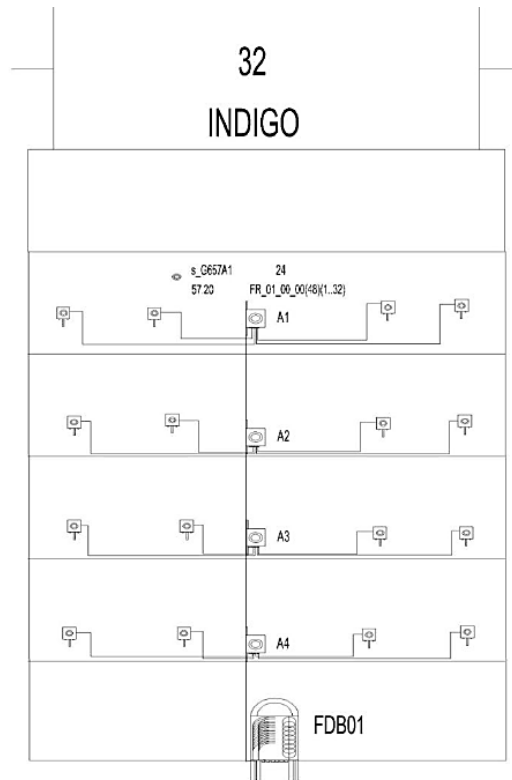 32
INDIGO
s_G657A1 24
57.20 FR_01_00_00(48)(1..32)
A1
A2
A3
A4
FDB01